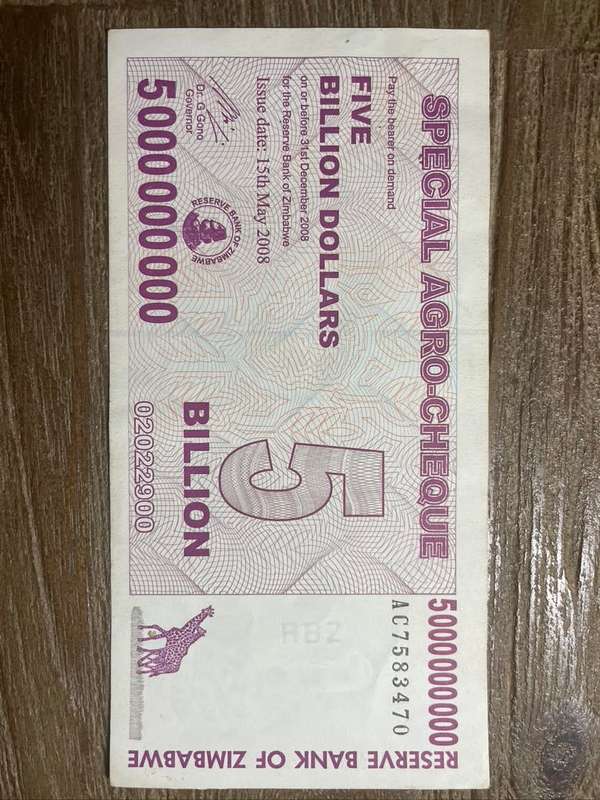 SPECIAL AGRO-CHEQUE
5000000000
Pay the bearer on demand
AC7583470
FIVE
BILLION DOLLARS
on or before 31st December 2008
for the Reserve Bank of Zimbabwe
Issue date: 15th May 2008
5
RBZ
Dr. G Gono
Governor
RESERVE BANK OF ZIMBABWE
BILLION
5000000000
02022900
RESERVE BANK OF ZIMBABWE